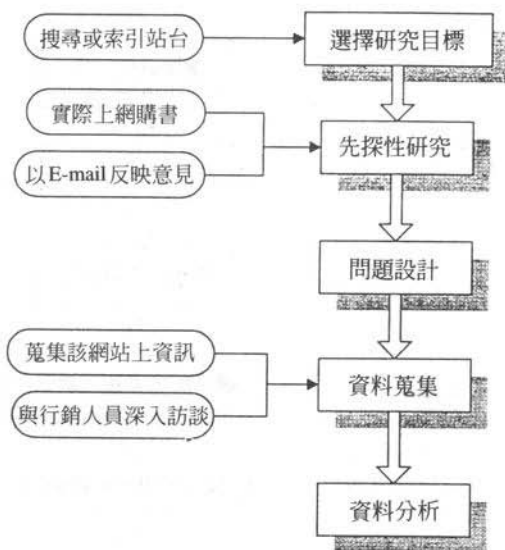 搜尋或索引站台
選擇研究目標
實際上網購書
先探性研究
以E-mail反映意見
問題設計
蒐集該網站上資訊
資料蒐集
與行銷人員深入訪談
資料分析